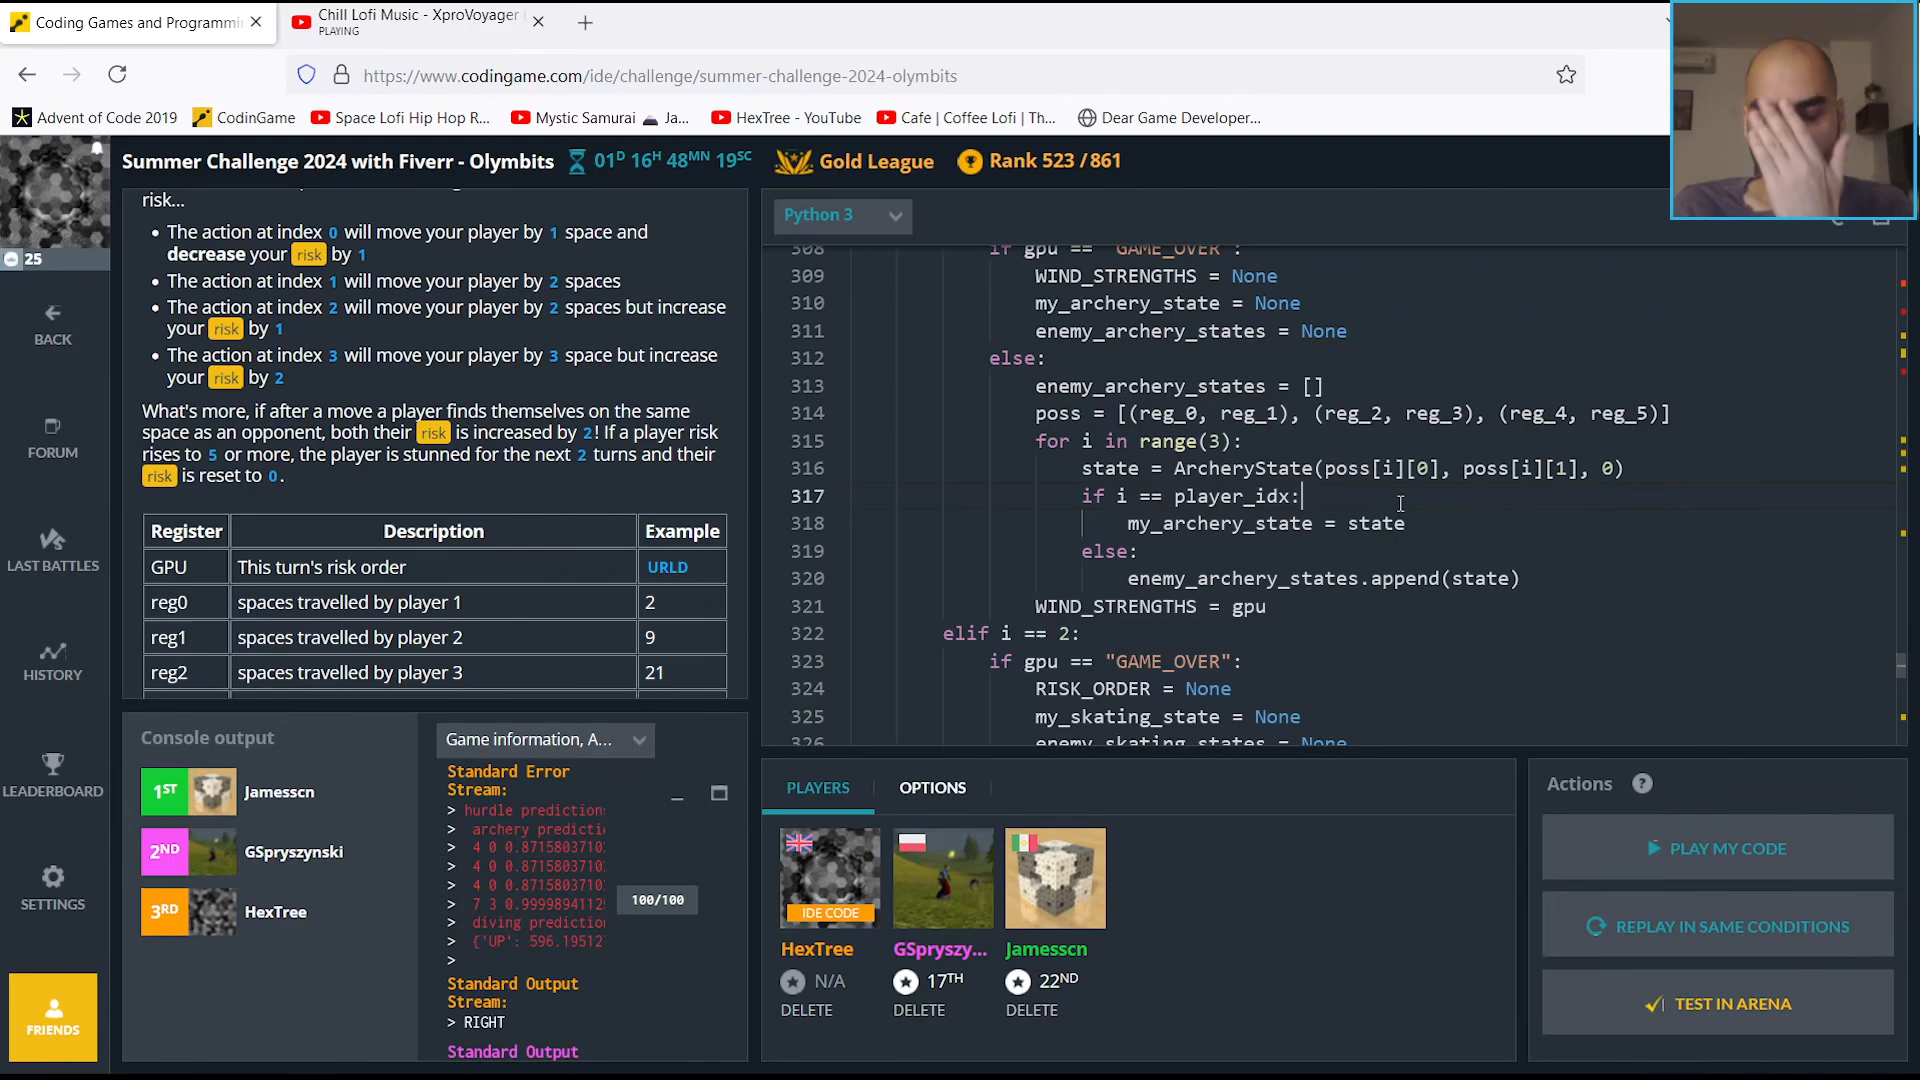 Coding Games and Programmi
Chill Lofi Music - XproVoyager
PLAYING
https://www.codingame.com/ide/challenge/summer-challenge-2024-olymbits
Advent of Code 2019
CodinGame
Space Lofi Hip Hop R...
Mystic Samurai
Ja...
HexTree - YouTube
Cafe | Coffee Lofi | Th...
Dear Game Developer...
Summer Challenge 2024 with Fiverr - Olymbits
01D 16H 48MN 19SC
Gold League
Rank 523 / 861
25
BACK
FORUM
LAST BATTLES
HISTORY
LEADERBOARD
SETTINGS
FRIENDS
risk...
• The action at index 0 will move your player by 1 space and
decrease your risk by 1
• The action at index 1 will move your player by 2 spaces
• The action at index 2 will move your player by 2 spaces but increase
your risk by 1
• The action at index 3 will move your player by 3 space but increase
your risk by 2
What's more, if after a move a player finds themselves on the same
space as an opponent, both their risk is increased by 2! If a player risk
rises to 5 or more, the player is stunned for the next 2 turns and their
risk is reset to 0.
Register Description Example
GPU This turn's risk order URLD
reg0 spaces travelled by player 1 2
reg1 spaces travelled by player 2 9
reg2 spaces travelled by player 3 21
Python 3
308 if gpu == "GAME_OVER":
309 WIND_STRENGTHS = None
310 my_archery_state = None
311 enemy_archery_states = None
312 else:
313 enemy_archery_states = []
314 poss = [(reg_0, reg_1), (reg_2, reg_3), (reg_4, reg_5)]
315 for i in range(3):
316 state = ArcheryState(poss[i][0], poss[i][1], 0)
317 if i == player_idx:
318 my_archery_state = state
319 else:
320 enemy_archery_states.append(state)
321 WIND_STRENGTHS = gpu
322 elif i == 2:
323 if gpu == "GAME_OVER":
324 RISK_ORDER = None
325 my_skating_state = None
326 enemy_skating_states = None
Console output
1ST Jamesscn
2ND GSpryszynski
3RD HexTree
Game information, A...
Standard Error
Stream:
> hurdle predictions
> archery predicti
> 4 0 0.8715803710
> 4 0 0.8715803710
> 4 0 0.8715803710
> 7 3 0.9999894112
> diving prediction
> {'UP': 596.19512
>
100/100
Standard Output
Stream:
> RIGHT
Standard Output
PLAYERS
OPTIONS
IDE CODE
HexTree
N/A
DELETE
GSpryszy...
17TH
DELETE
Jamesscn
22ND
DELETE
Actions
?
PLAY MY CODE
REPLAY IN SAME CONDITIONS
TEST IN ARENA